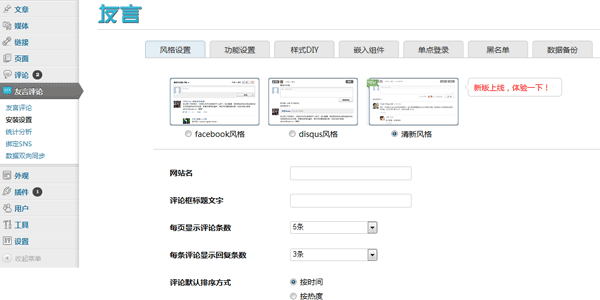 文章
媒体
链接
页面
评论 2
友言评论
友言评论
安装设置
统计分析
绑定SNS
数据双向同步
外观
插件 1
用户
工具
设置
收起菜单
友言
风格设置 功能设置 样式DIY 嵌入组件 单点登录 黑名单 数据备份
新版上线，体验一下！
facebook风格 disqus风格 清新风格
网站名
评论框标题文字
每页显示评论条数 5条
每条评论显示回复条数 3条
评论默认排序方式 按时间
按热度